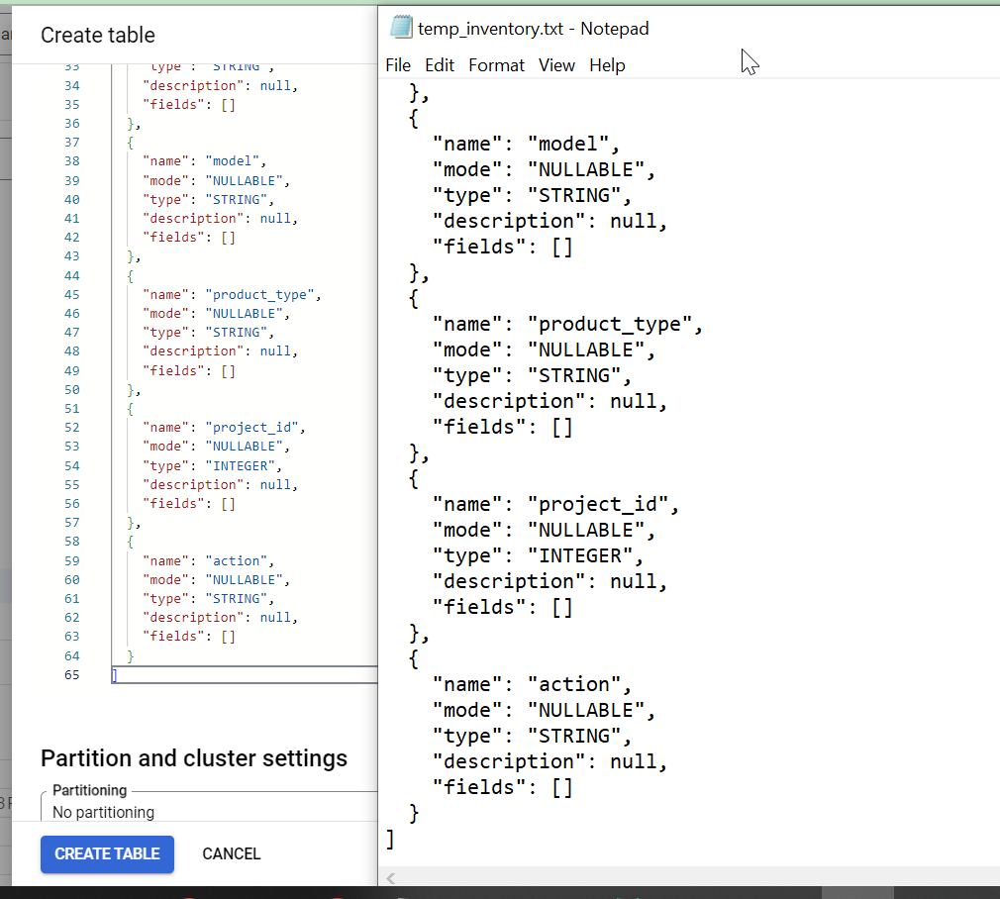 Create table
33
"type": "STRING",
34
"description": null,
35
"fields": []
36
},
37
{
38
"name": "model",
39
"mode": "NULLABLE",
40
"type": "STRING",
41
"description": null,
42
"fields": []
43
},
44
{
45
"name": "product_type",
46
"mode": "NULLABLE",
47
"type": "STRING",
48
"description": null,
49
"fields": []
50
},
51
{
52
"name": "project_id",
53
"mode": "NULLABLE",
54
"type": "INTEGER",
55
"description": null,
56
"fields": []
57
},
58
{
59
"name": "action",
60
"mode": "NULLABLE",
61
"type": "STRING",
62
"description": null,
63
"fields": []
64
}
65
]
Partition and cluster settings
Partitioning
No partitioning
CREATE TABLE
CANCEL
temp_inventory.txt - Notepad
File Edit Format View Help
},
{
"name": "model",
"mode": "NULLABLE",
"type": "STRING",
"description": null,
"fields": []
},
{
"name": "product_type",
"mode": "NULLABLE",
"type": "STRING",
"description": null,
"fields": []
},
{
"name": "project_id",
"mode": "NULLABLE",
"type": "INTEGER",
"description": null,
"fields": []
},
{
"name": "action",
"mode": "NULLABLE",
"type": "STRING",
"description": null,
"fields": []
}
]